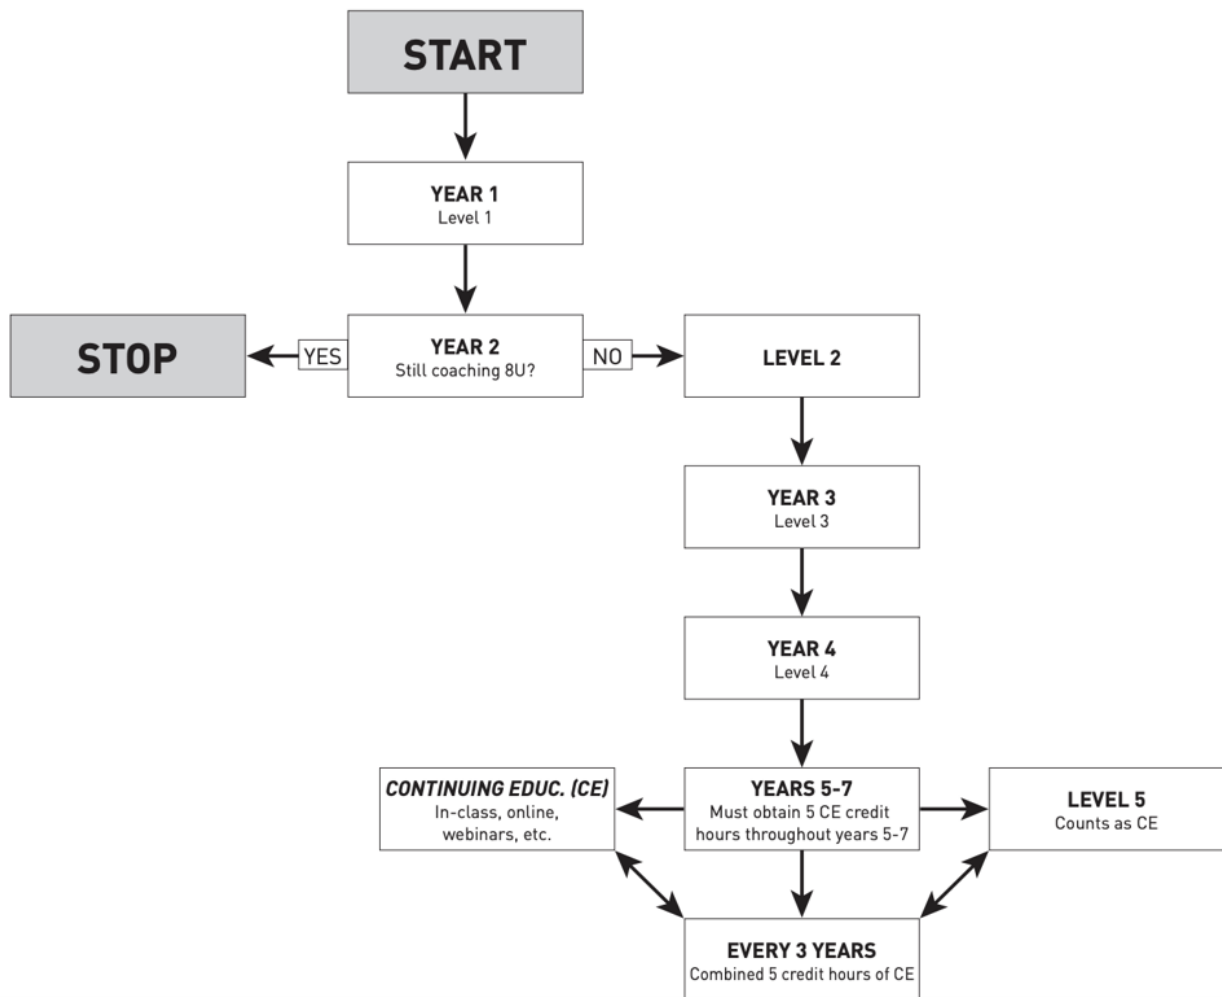 START
YEAR 1
Level 1
STOP
YES
YEAR 2
Still coaching 8U?
NO
LEVEL 2
YEAR 3
Level 3
YEAR 4
Level 4
CONTINUING EDUC. (CE)
In-class, online,
webinars, etc.
YEARS 5-7
Must obtain 5 CE credit
hours throughout years 5-7
LEVEL 5
Counts as CE
EVERY 3 YEARS
Combined 5 credit hours of CE